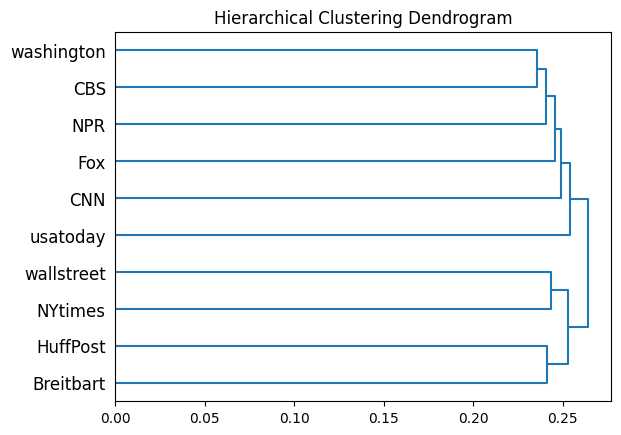 Hierarchical Clustering Dendrogram
washington
CBS
NPR
Fox
CNN
usatoday
wallstreet
NYtimes
HuffPost
Breitbart
0.00 0.05 0.10 0.15 0.20 0.25